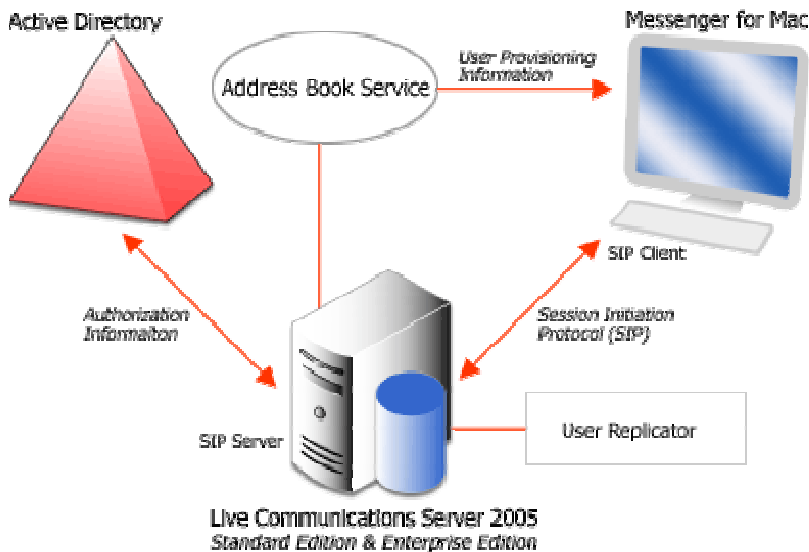 Active Directory
Messenger for Mac
Address Book Service
User Provisioning
Information
SIP Client
Authorization
Informaiton
Session Initiation
Protocol (SIP)
SIP Server
User Replicator
Live Communications Server 2005
Standard Edition & Enterprise Edition